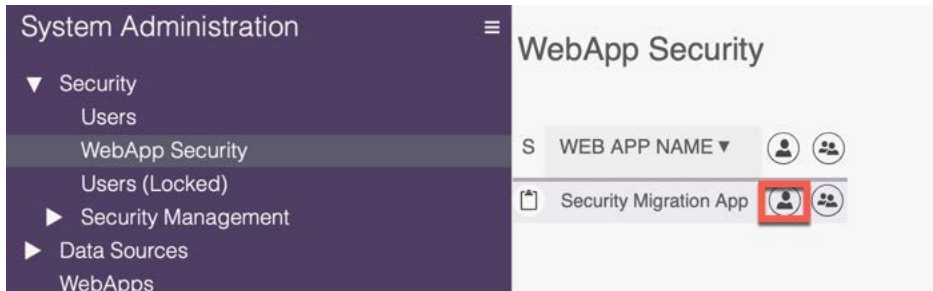 System Administration
Security
Users
WebApp Security
Users (Locked)
Security Management
Data Sources
WebApps
WebApp Security
S WEB APP NAME
Security Migration App